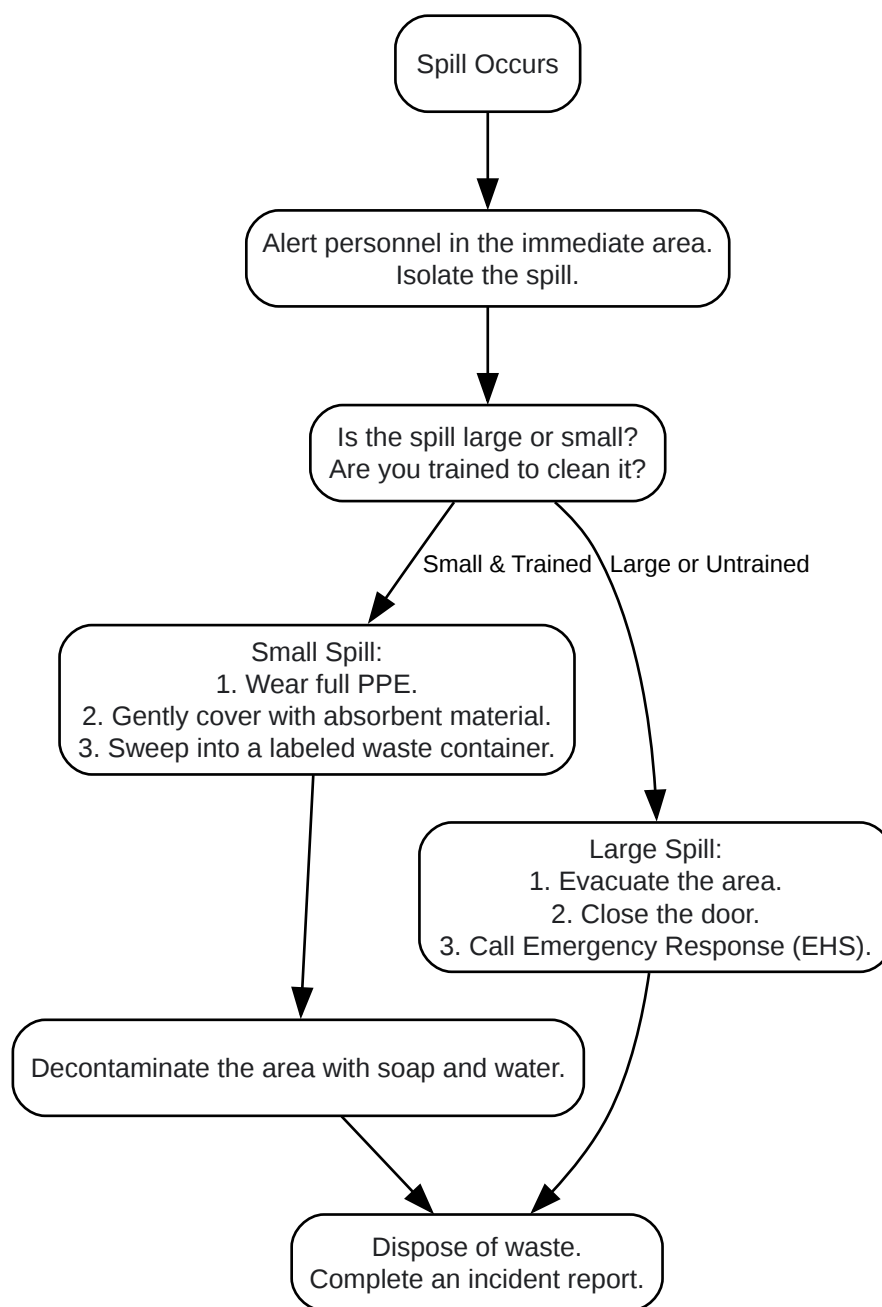 Spill Occurs
Alert personnel in the immediate area.
Isolate the spill.
Is the spill large or small?
Are you trained to clean it?
Small & Trained
Large or Untrained
Small Spill:
1. Wear full PPE.
2. Gently cover with absorbent material.
3. Sweep into a labeled waste container.
Large Spill:
1. Evacuate the area.
2. Close the door.
3. Call Emergency Response (EHS).
Decontaminate the area with soap and water.
Dispose of waste.
Complete an incident report.